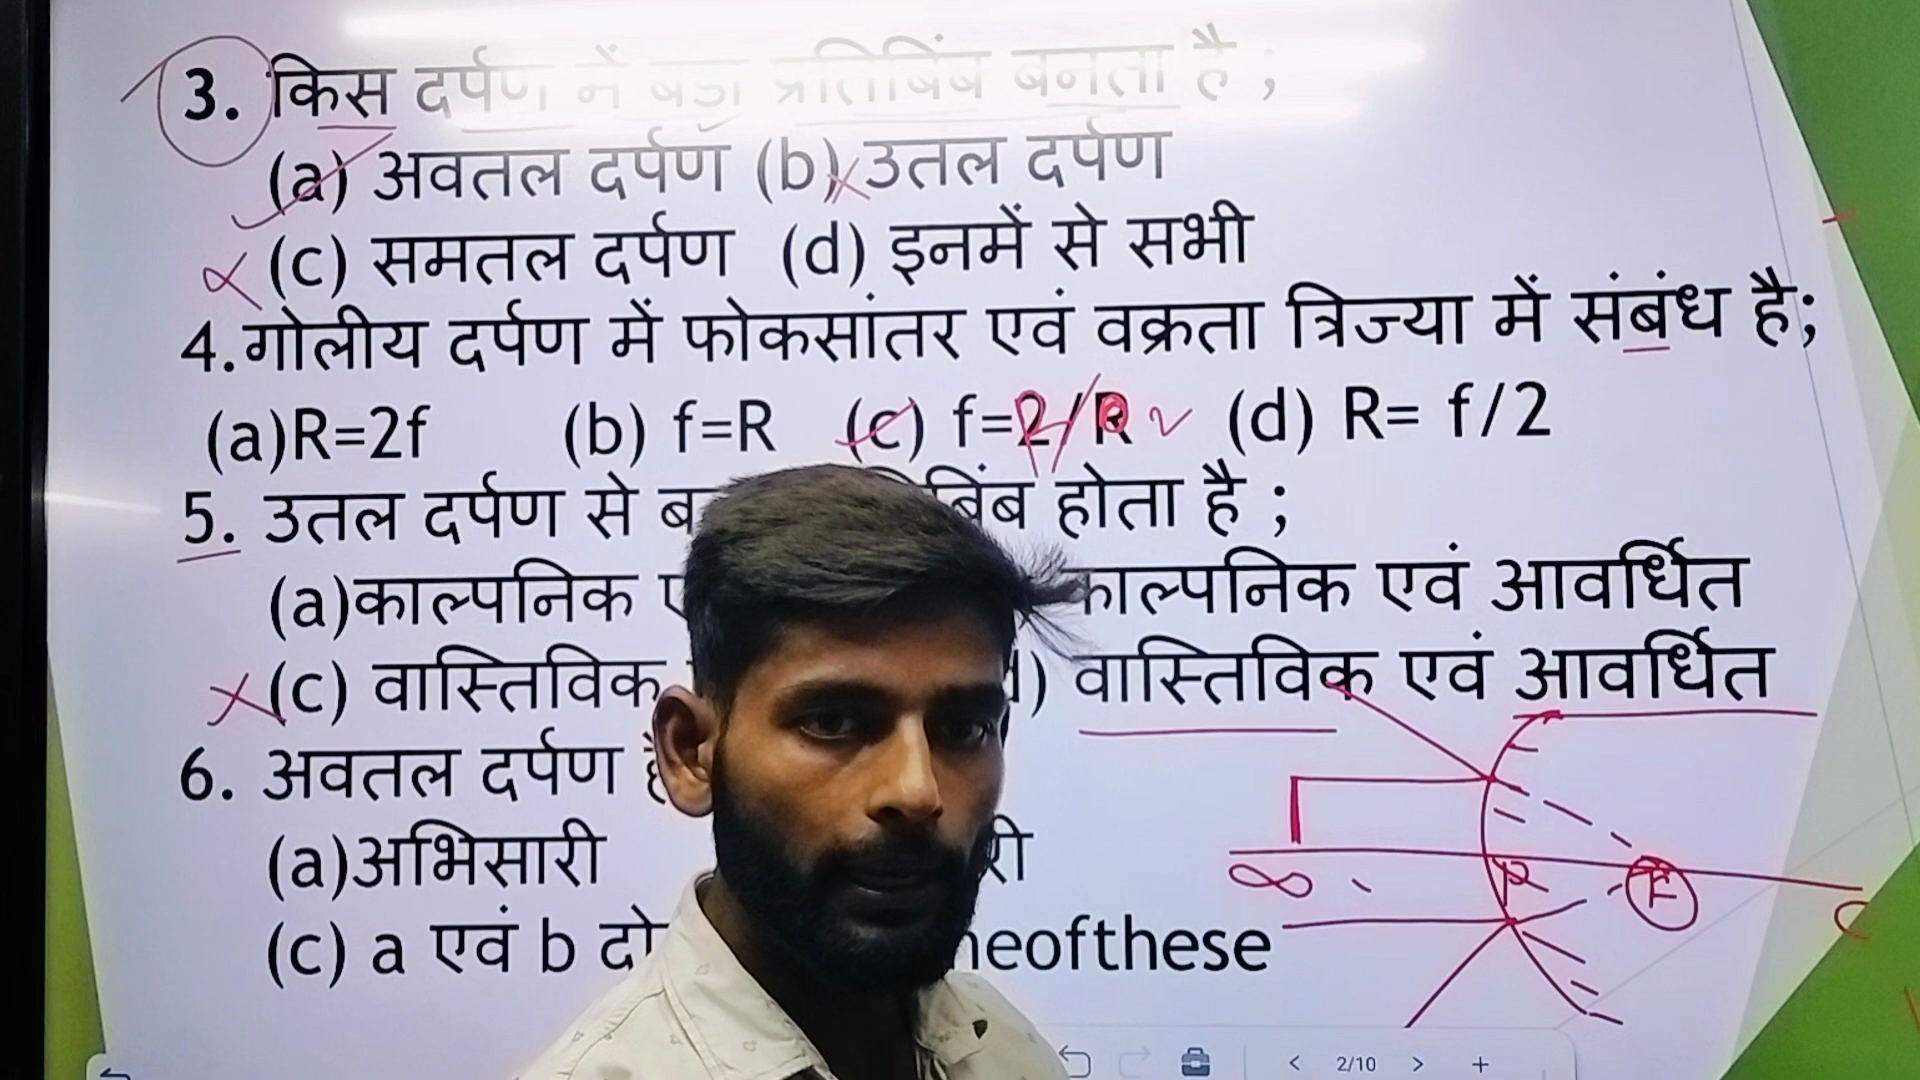 3. किस दर्पण में बड़ा प्रतिबिंब बनता है ;
(a) अवतल दर्पण (b) उतल दर्पण
(c) समतल दर्पण (d) इनमें से सभी
4.गोलीय दर्पण में फोकसांतर एवं वक्रता त्रिज्या में संबंध है;
(a)R=2f (b) f=R (c) f=2/R (d) R= f/2
5. उतल दर्पण से होता है ;
(a)काल्पनिक काल्पनिक एवं आवर्धित
(c) वास्तिविक वास्तिविक एवं आवर्धित
6. अवतल दर्पण
(a)अभिसारी
∞ P F C
(c) a एवं b
2/10